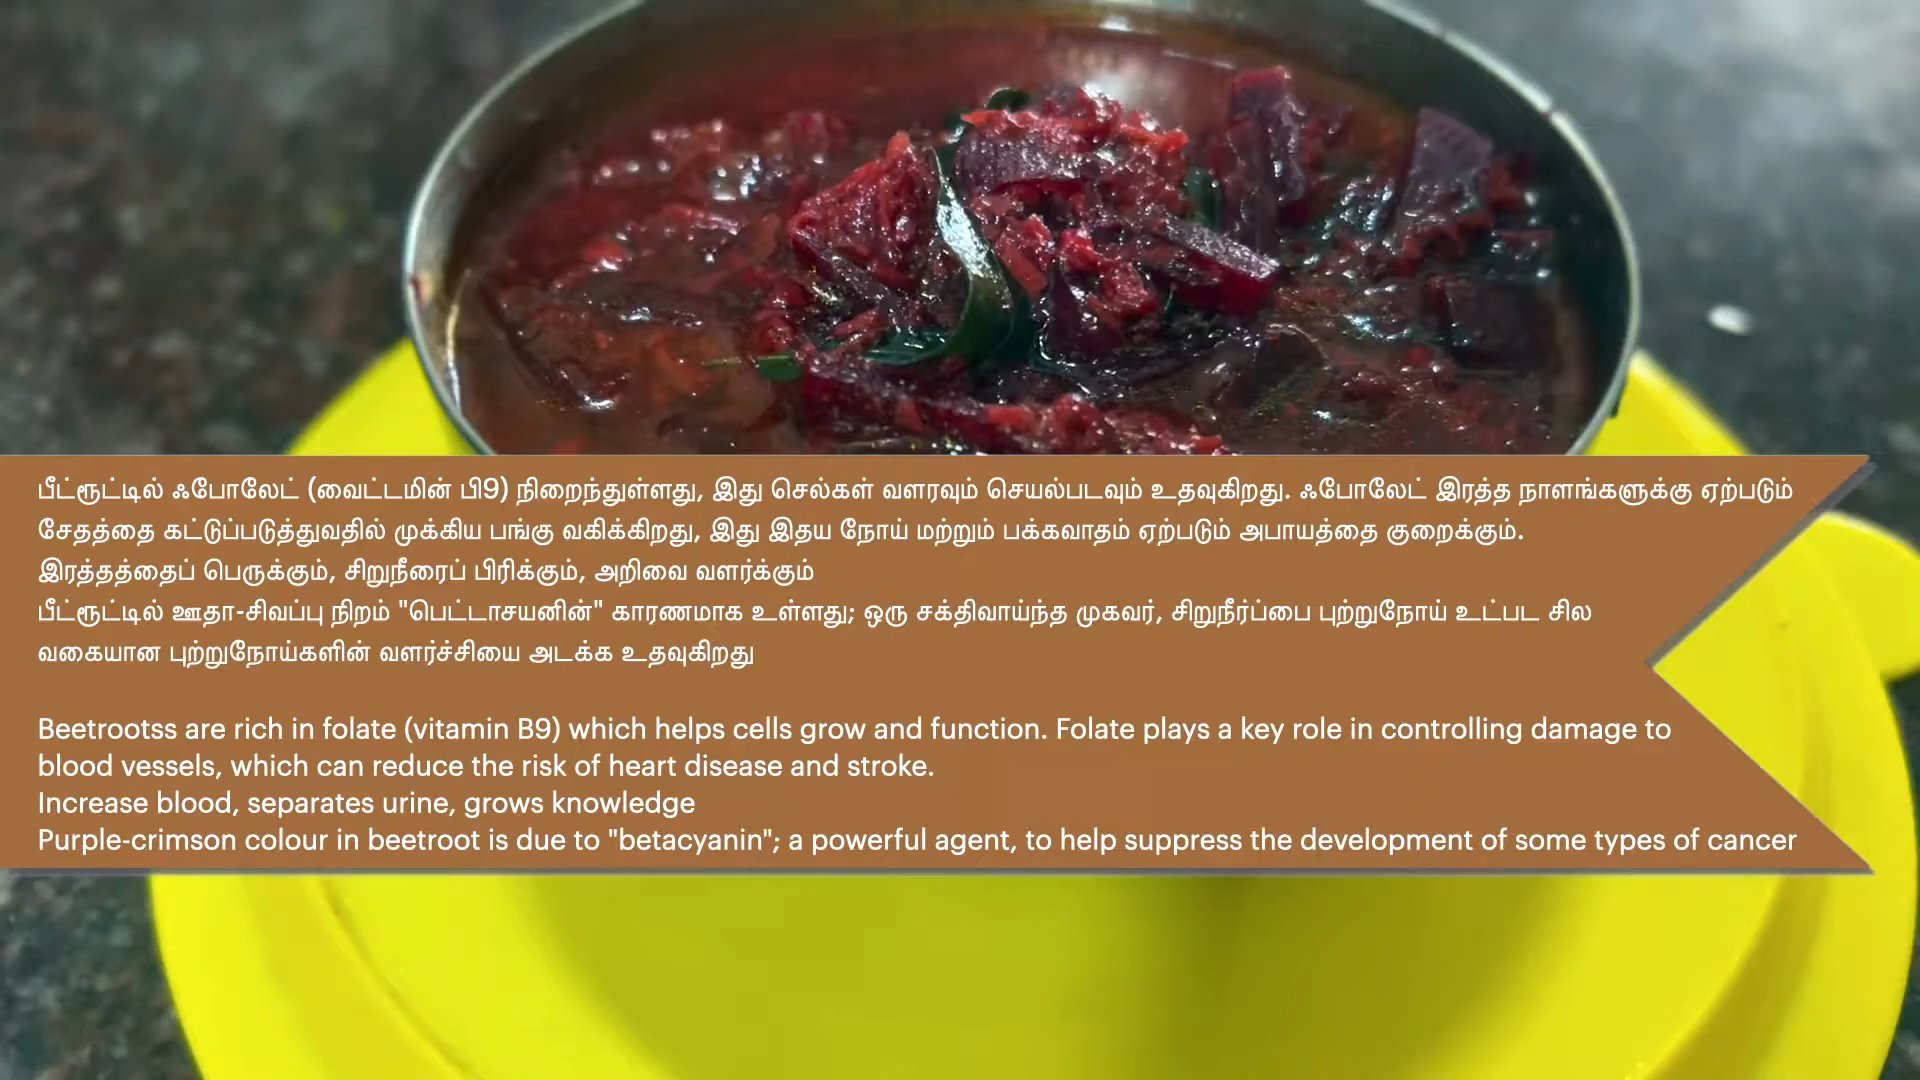 பீட்ரூட்டில் ஃபோலேட் (வைட்டமின் பி9) நிறைந்துள்ளது, இது செல்கள் வளரவும் செயல்படவும் உதவுகிறது. ஃபோலேட் இரத்த நாளங்களுக்கு ஏற்படும்
சேதத்தை கட்டுப்படுத்துவதில் முக்கிய பங்கு வகிக்கிறது, இது இதய நோய் மற்றும் பக்கவாதம் ஏற்படும் அபாயத்தை குறைக்கும்.
இரத்தத்தைப் பெருக்கும், சிறுநீரைப் பிரிக்கும், அறிவை வளர்க்கும்
பீட்ரூட்டில் ஊதா-சிவப்பு நிறம் "பெட்டாசயனின்" காரணமாக உள்ளது; ஒரு சக்திவாய்ந்த முகவர், சிறுநீர்ப்பை புற்றுநோய் உட்பட சில
வகையான புற்றுநோய்களின் வளர்ச்சியை அடக்க உதவுகிறது
Beetrootss are rich in folate (vitamin B9) which helps cells grow and function. Folate plays a key role in controlling damage to
blood vessels, which can reduce the risk of heart disease and stroke.
Increase blood, separates urine, grows knowledge
Purple-crimson colour in beetroot is due to "betacyanin"; a powerful agent, to help suppress the development of some types of cancer